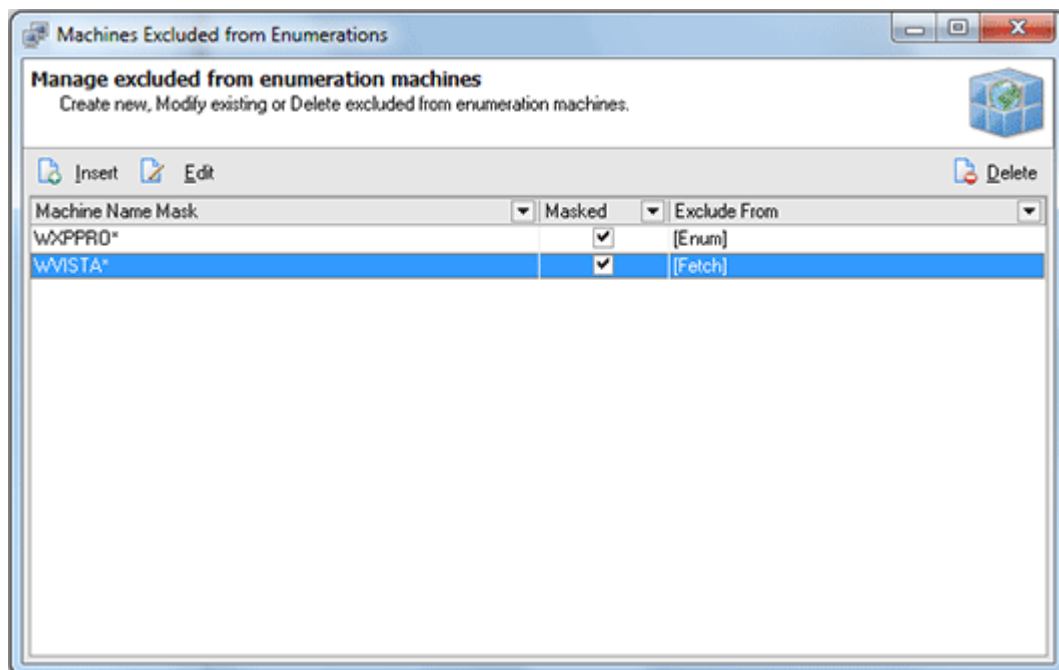 Machines Excluded from Enumerations
Manage excluded from enumeration machines
Create new, Modify existing or Delete excluded from enumeration machines.
Insert Edit Delete
Machine Name Mask Masked Exclude From
WXPPRO* [Enum]
WVISTA* [Fetch]